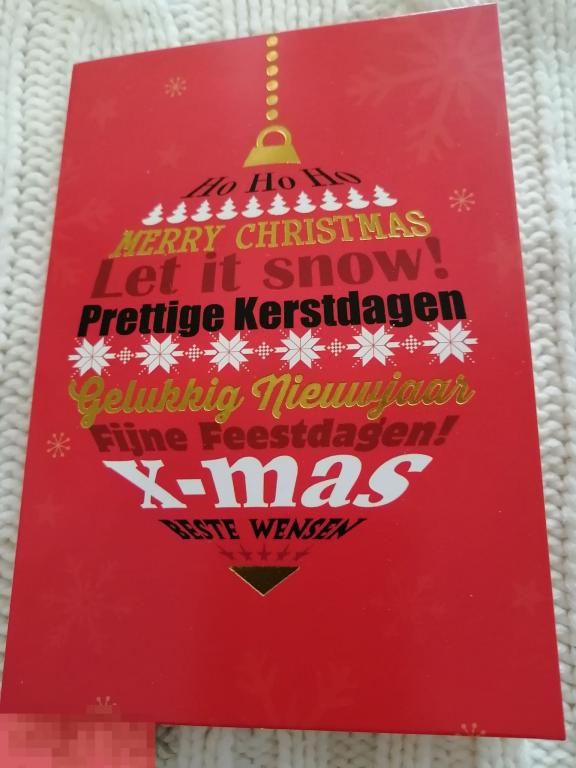 Ho Ho Ho
MERRY CHRISTMAS
Let it snow!
Prettige Kerstdagen
Gelukkig Nieuwjaar
Fijne Feestdagen!
X-mas
BESTE WENSEN